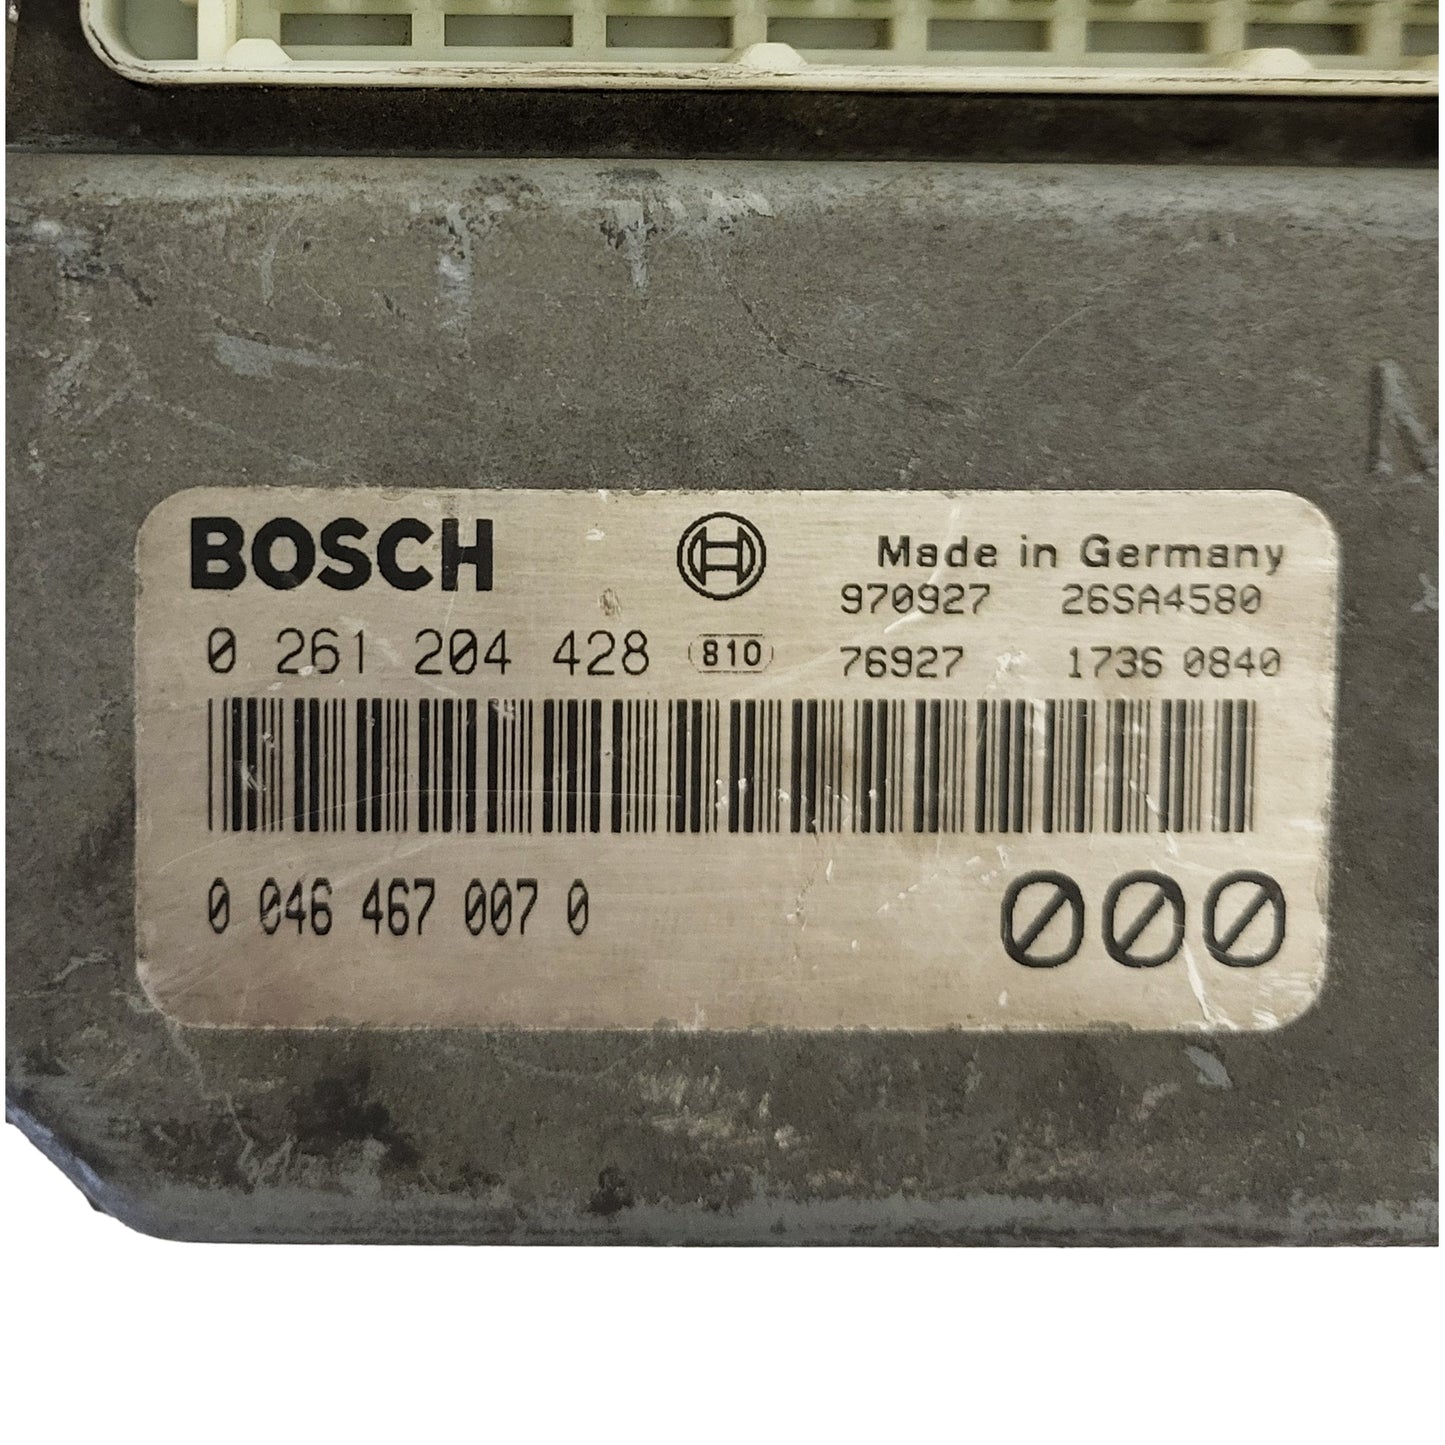 BOSCH
Made in Germany
970927 26SA4580
0 261 204 428 810 76927 1736 0840
0 046 467 007 0 000